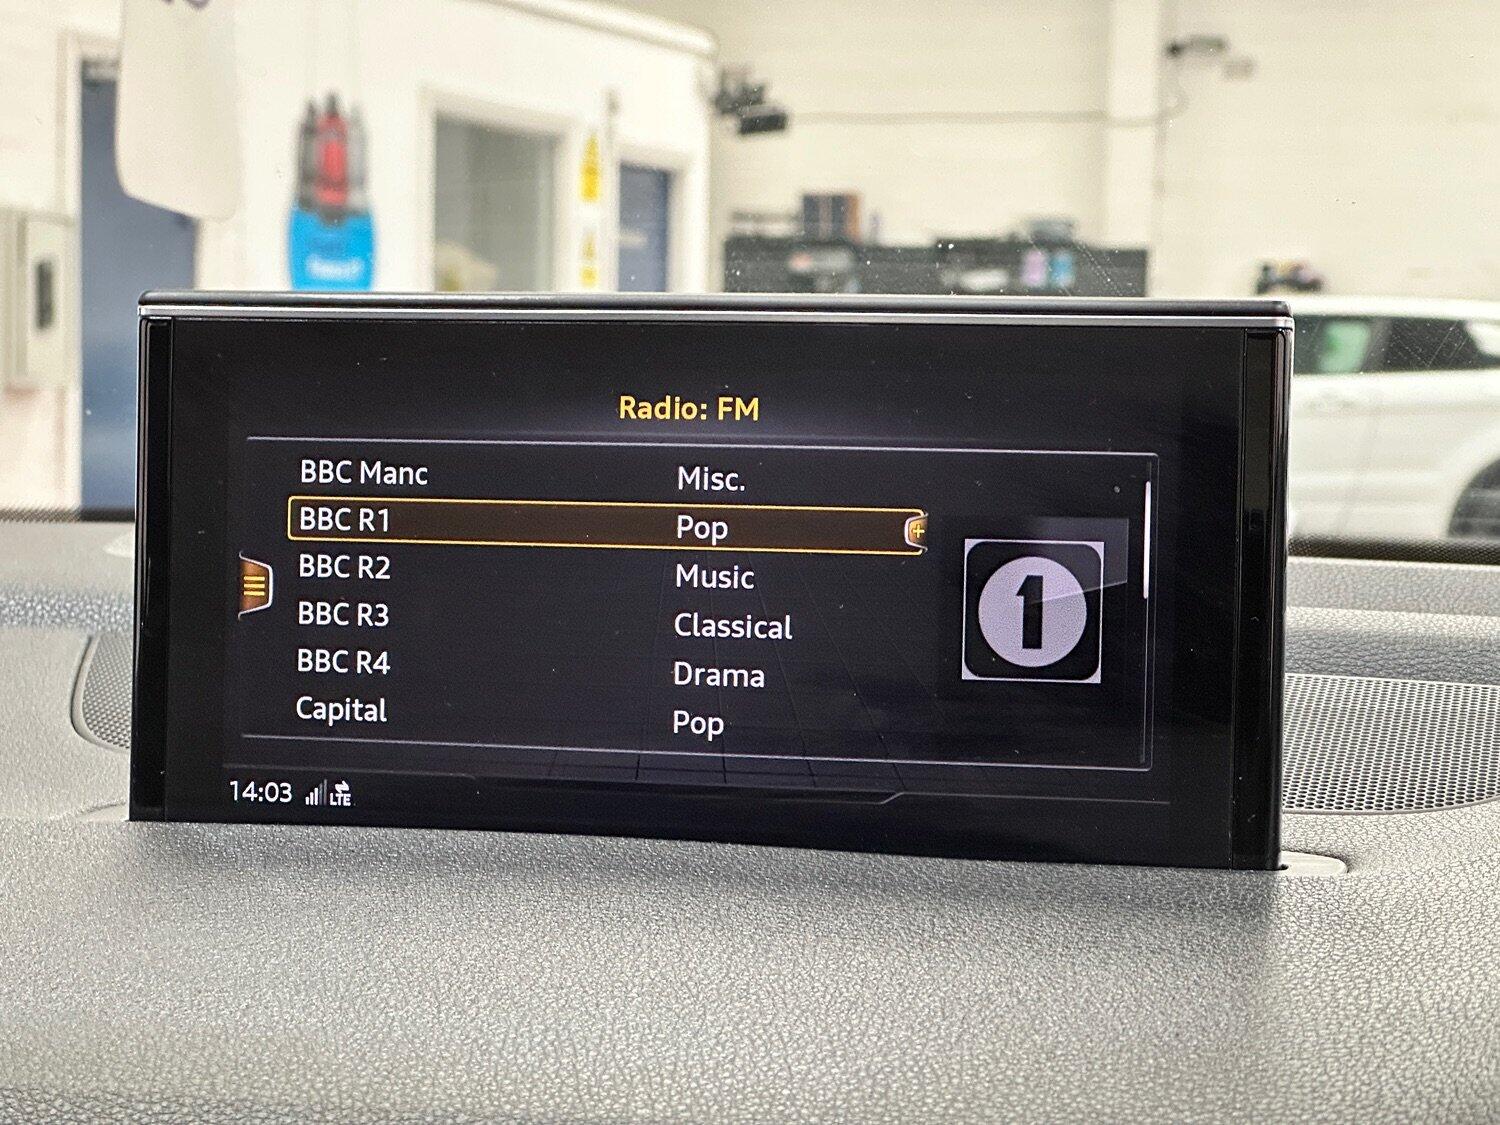 Radio: FM
BBC Manc Misc.
BBC R1 Pop
BBC R2 Music
BBC R3 Classical
BBC R4 Drama
Capital Pop
1
14:03 LTE